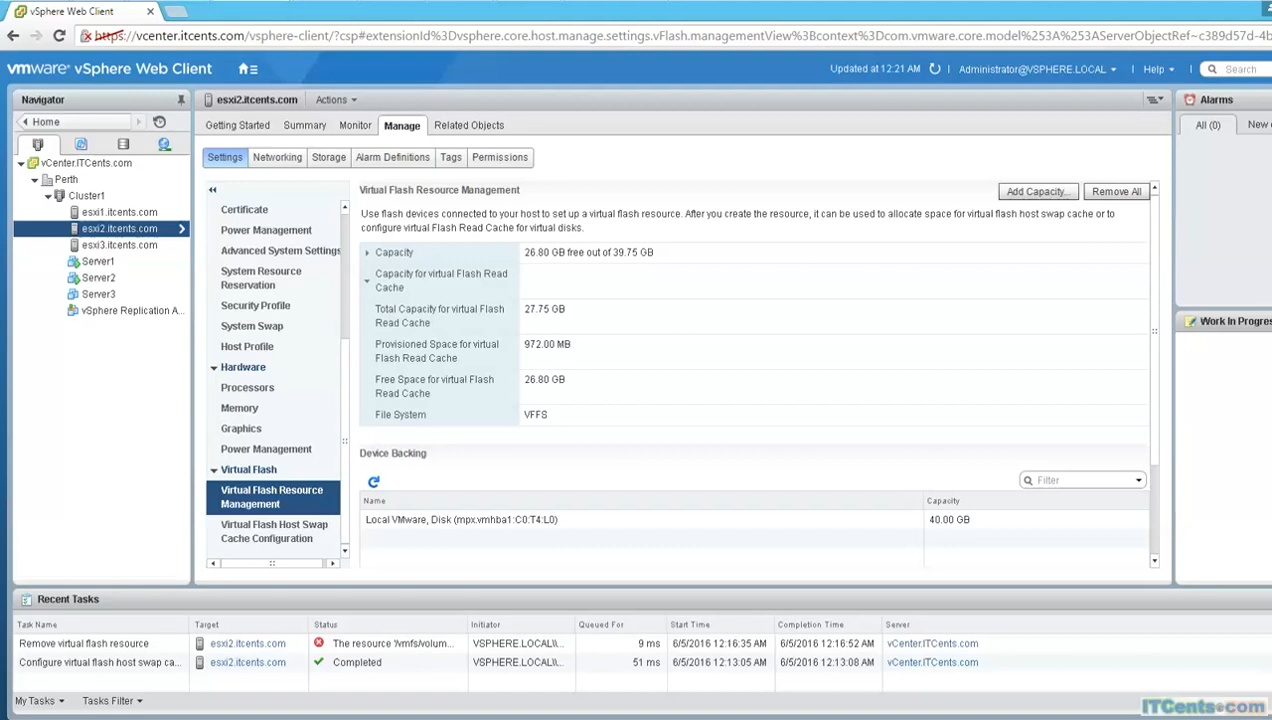 vSphere Web Client
https://vcenter.itcents.com/vsphere-client/?csp#extensionId%3Dvsphere.core.host.manage.settings.vFlash.managementView%3Bcontext%3Dcom.vmware.core.model%253A%253AServerObjectRef~c389d57d-4b
vmware® vSphere Web Client
Updated at 12:21 AM
Administrator@VSPHERE.LOCAL
Help
Search
Navigator
Home
vCenter.ITCents.com
Perth
Cluster1
esxi1.itcents.com
esxi2.itcents.com
esxi3.itcents.com
Server1
Server2
Server3
vSphere Replication A...
esxi2.itcents.com
Actions
Getting Started
Summary
Monitor
Manage
Related Objects
Settings
Networking
Storage
Alarm Definitions
Tags
Permissions
Certificate
Power Management
Advanced System Settings
System Resource
Reservation
Security Profile
System Swap
Host Profile
Hardware
Processors
Memory
Graphics
Power Management
Virtual Flash
Virtual Flash Resource
Management
Virtual Flash Host Swap
Cache Configuration
Virtual Flash Resource Management
Add Capacity...
Remove All
Use flash devices connected to your host to set up a virtual flash resource. After you create the resource, it can be used to allocate space for virtual flash host swap cache or to
configure virtual Flash Read Cache for virtual disks.
Capacity
26.80 GB free out of 39.75 GB
Capacity for virtual Flash Read
Cache
Total Capacity for virtual Flash
Read Cache
27.75 GB
Provisioned Space for virtual
Flash Read Cache
972.00 MB
Free Space for virtual Flash
Read Cache
26.80 GB
File System
VFFS
Device Backing
Filter
Name
Capacity
Local VMware, Disk (mpx.vmhba1:C0:T4:L0)
40.00 GB
Alarms
All (0)
New
Work In Progres
Recent Tasks
Task Name
Target
Status
Initiator
Queued For
Start Time
Completion Time
Server
Remove virtual flash resource
esxi2.itcents.com
The resource '/vmfs/volum...
VSPHERE.LOCAL\\...
9 ms
6/5/2016 12:16:35 AM
6/5/2016 12:16:52 AM
vCenter.ITCents.com
Configure virtual flash host swap ca...
esxi2.itcents.com
Completed
VSPHERE.LOCAL\\...
51 ms
6/5/2016 12:13:05 AM
6/5/2016 12:13:08 AM
vCenter.ITCents.com
My Tasks
Tasks Filter
ITCents.com